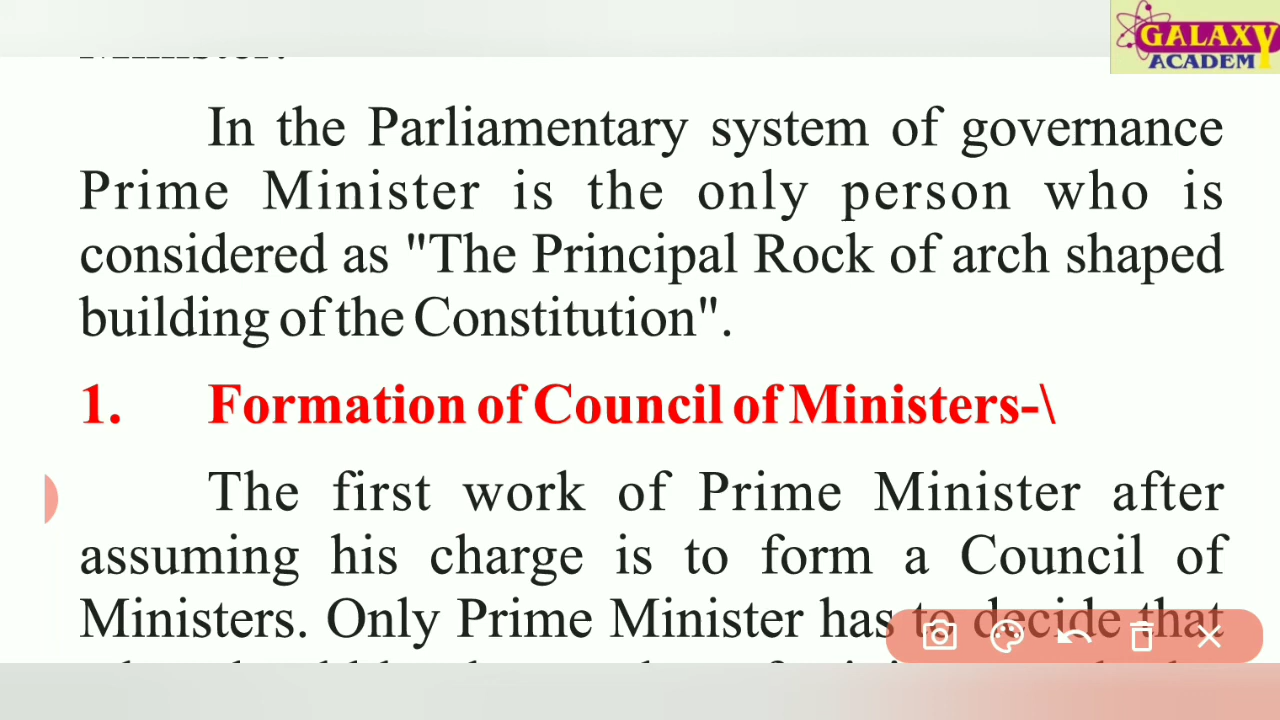 GALAXY
ACADEMY
In the Parliamentary system of governance
Prime Minister is the only person who is
considered as "The Principal Rock of arch shaped
building of the Constitution".
1. Formation of Council of Ministers-\
The first work of Prime Minister after
assuming his charge is to form a Council of
Ministers. Only Prime Minister has to decide that